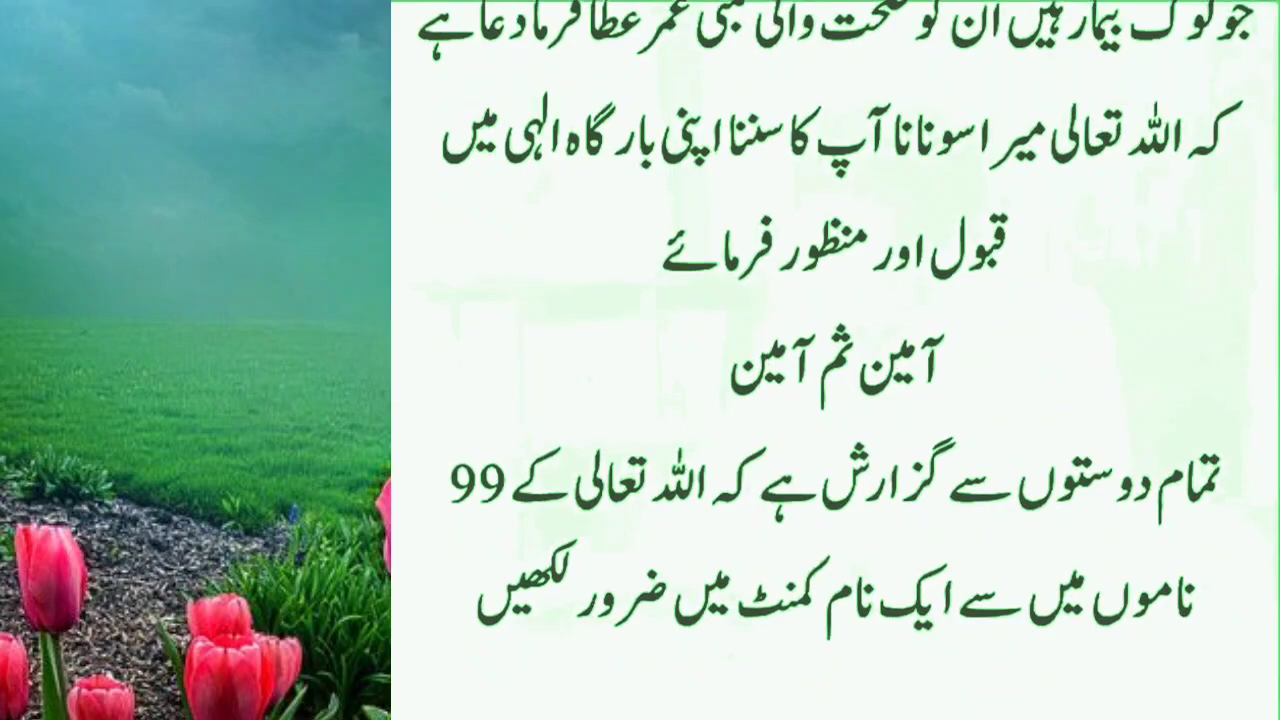 جو لوگ بیمار ہیں ان کو صحت والی لمبی عمر عطا فرما دعا ہے
کہ اللہ تعالی میرا سونانا آپ کا سننا اپنی بارگاہ الہی میں
قبول اور منظور فرمائے
آمین ثم آمین
تمام دوستوں سے گزارش ہے کہ اللہ تعالی کے 99
ناموں میں سے ایک نام کمنٹ میں ضرور لکھیں